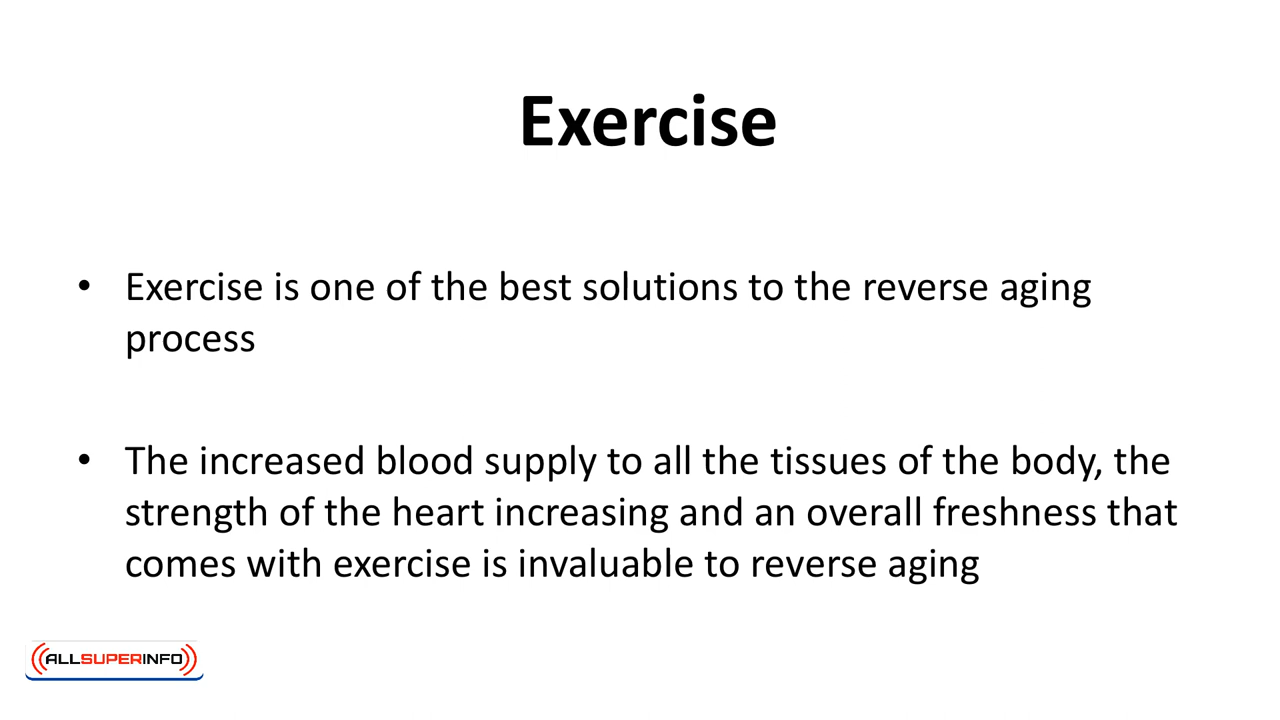 Exercise
• Exercise is one of the best solutions to the reverse aging
process
• The increased blood supply to all the tissues of the body, the
strength of the heart increasing and an overall freshness that
comes with exercise is invaluable to reverse aging
ALLSUPERINFO